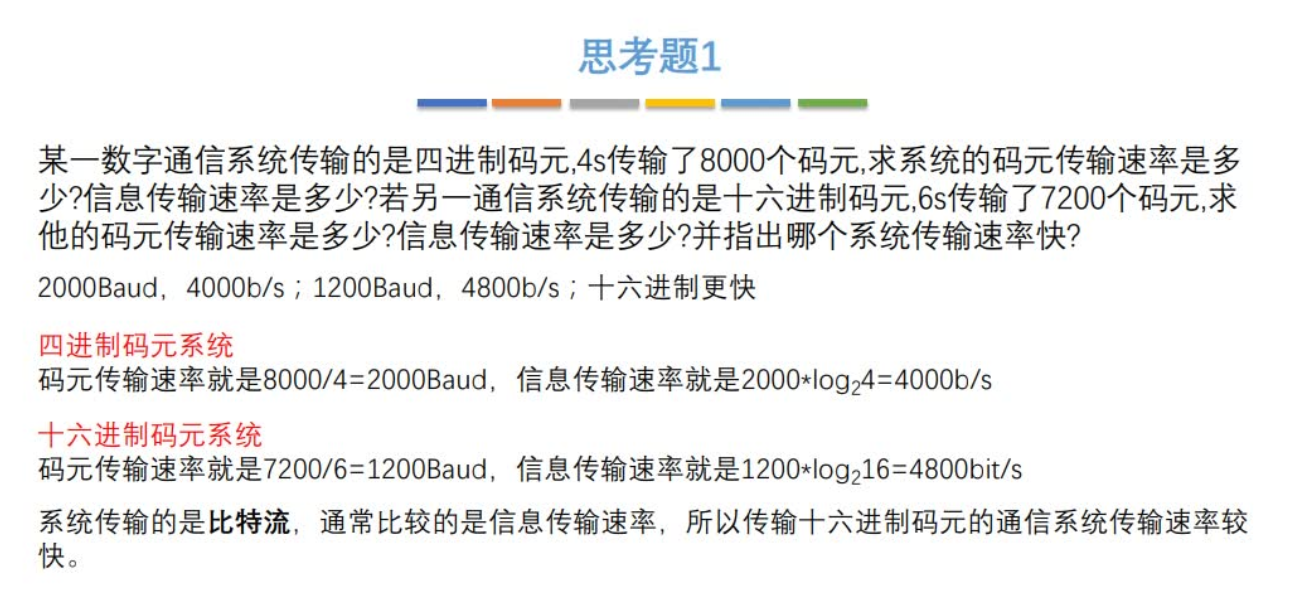 思考题1
某一数字通信系统传输的是四进制码元,4s传输了8000个码元,求系统的码元传输速率是多
少?信息传输速率是多少?若另一通信系统传输的是十六进制码元,6s传输了7200个码元,求
他的码元传输速率是多少?信息传输速率是多少?并指出哪个系统传输速率快?
2000Baud，4000b/s；1200Baud，4800b/s；十六进制更快
四进制码元系统
码元传输速率就是8000/4=2000Baud，信息传输速率就是2000*log₂4=4000b/s
十六进制码元系统
码元传输速率就是7200/6=1200Baud，信息传输速率就是1200*log₂16=4800bit/s
系统传输的是比特流，通常比较的是信息传输速率，所以传输十六进制码元的通信系统传输速率较
快。